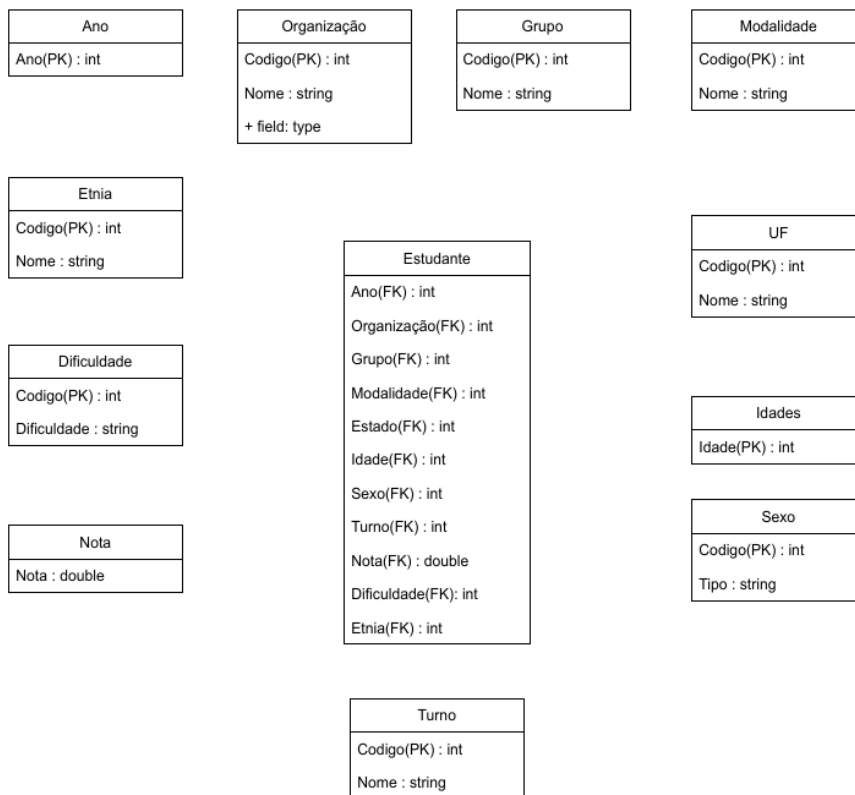 Ano
Ano(PK) : int
Organização
Codigo(PK) : int
Nome : string
+ field: type
Grupo
Codigo(PK) : int
Nome : string
Modalidade
Codigo(PK) : int
Nome : string
Etnia
Codigo(PK) : int
Nome : string
Estudante
Ano(FK) : int
Organização(FK) : int
Grupo(FK) : int
Modalidade(FK) : int
Estado(FK) : int
Idade(FK) : int
Sexo(FK) : int
Turno(FK) : int
Nota(FK) : double
Dificuldade(FK): int
Etnia(FK) : int
UF
Codigo(PK) : int
Nome : string
Dificuldade
Codigo(PK) : int
Dificuldade : string
Idades
Idade(PK) : int
Nota
Nota : double
Sexo
Codigo(PK) : int
Tipo : string
Turno
Codigo(PK) : int
Nome : string